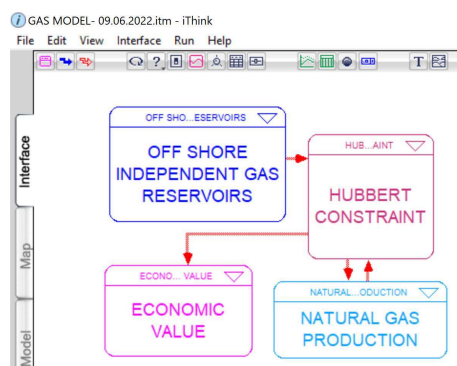 GAS MODEL- 09.06.2022.itm - iThink
File Edit View Interface Run Help
T
Interface
Map
Model
OFF SHO...ESERVOIRS
OFF SHORE
INDEPENDENT GAS
RESERVOIRS
HUB...AINT
HUBBERT
CONSTRAINT
ECONO... VALUE
ECONOMIC
VALUE
NATURAL...ODUCTION
NATURAL GAS
PRODUCTION